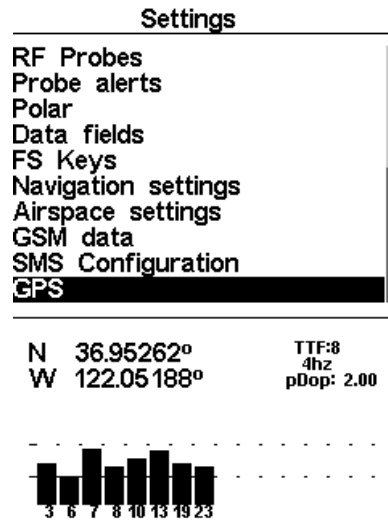 Settings
RF Probes
Probe alerts
Polar
Data fields
FS Keys
Navigation settings
Airspace settings
GSM data
SMS Configuration
GPS
N 36.95262º
W 122.05188º
TTF:8
4hz
pDop: 2.00
3 6 7 8 10 13 19 23